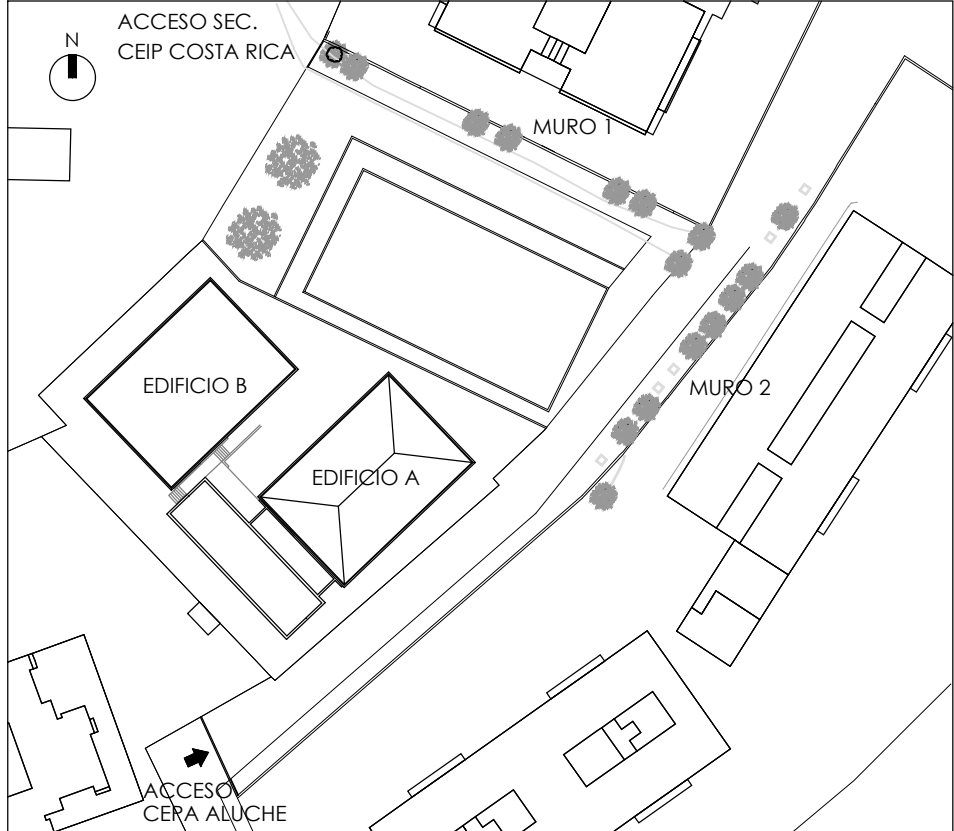 ACCESO SEC.
CEIP COSTA RICA
N
MURO 1
EDIFICIO B
MURO 2
EDIFICIO A
ACCESO
CEPA ALUCHE